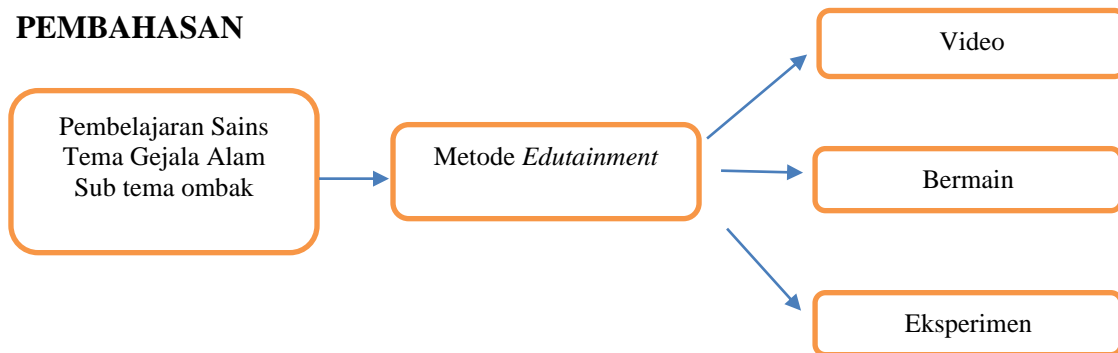 PEMBAHASAN
Pembelajaran Sains
Tema Gejala Alam
Sub tema ombak
Metode Edutainment
Video
Bermain
Eksperimen